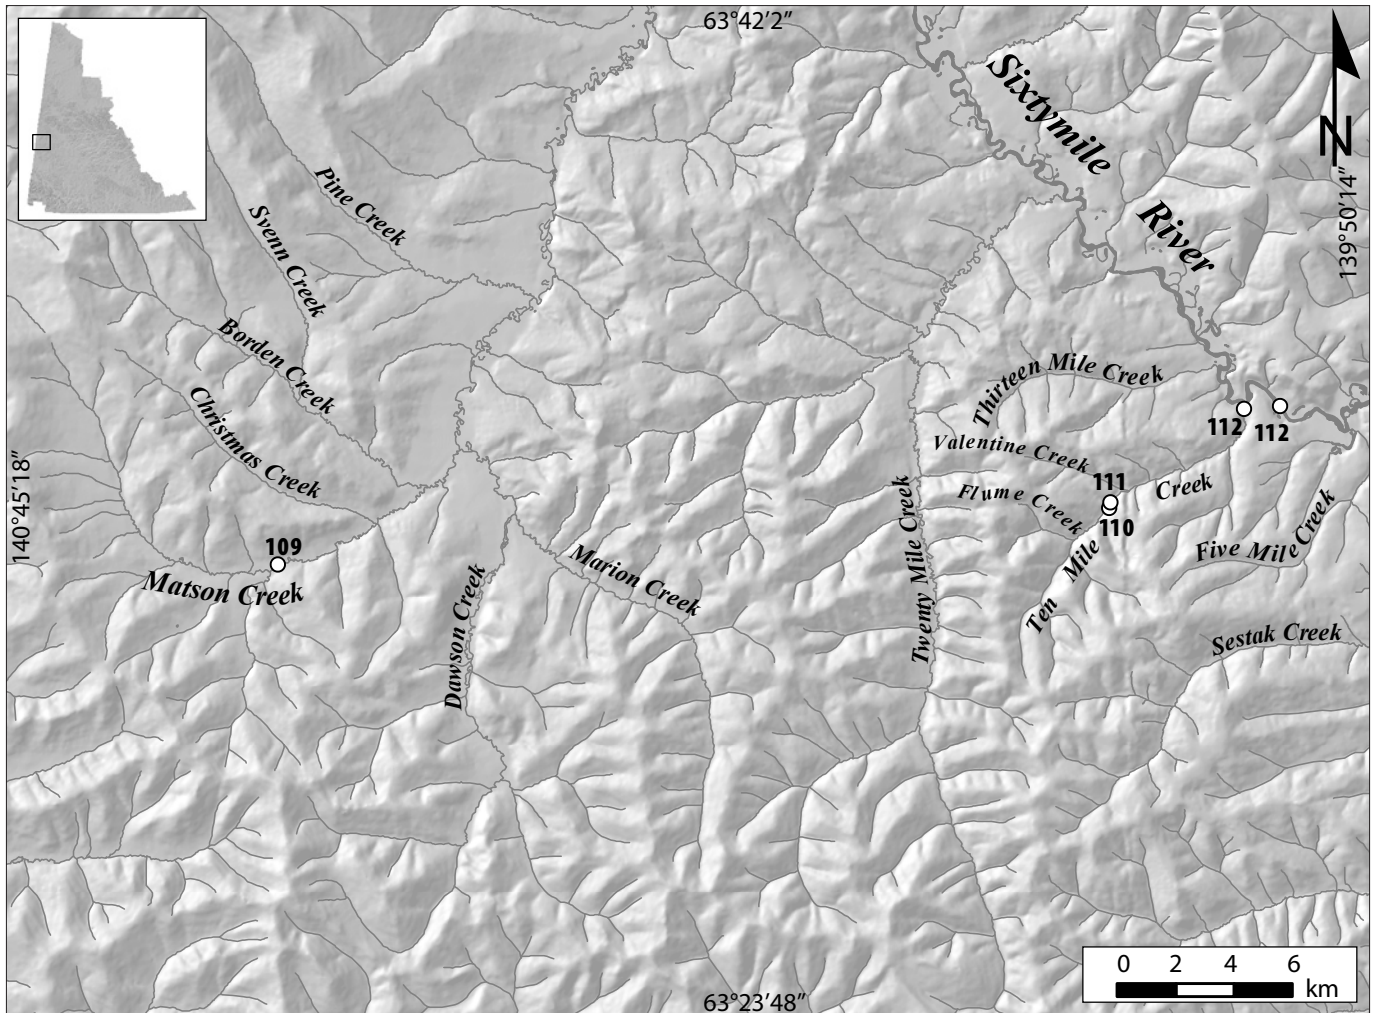 63°42′2″
Sixtymile
River
N
139°50′14″
Pine Creek
Svenn Creek
Borden Creek
Christmas Creek
Thirteen Mile Creek
112
112
Valentine Creek
111
Flume Creek
110
Ten Mile Creek
Five Mile Creek
140°45′18″
109
Matson Creek
Marion Creek
Dawson Creek
Twenty Mile Creek
Sestak Creek
0 2 4 6
km
63°23′48″